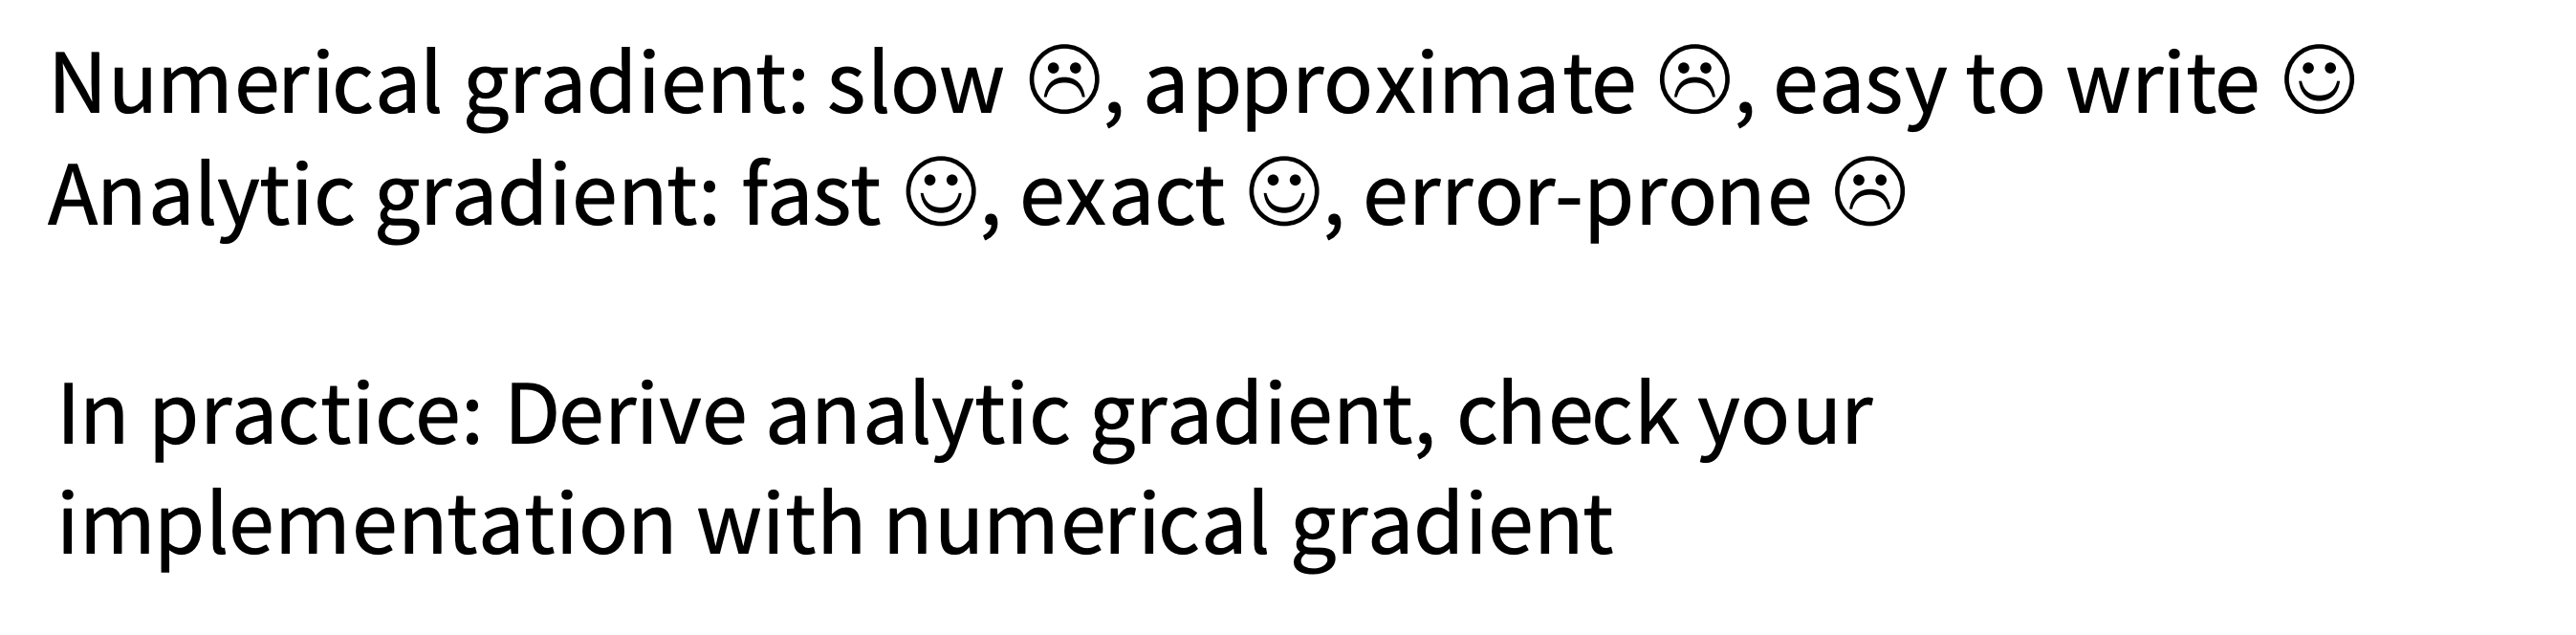 Numerical gradient: slow ☹, approximate ☹, easy to write ☺
Analytic gradient: fast ☺, exact ☺, error-prone ☹
In practice: Derive analytic gradient, check your
implementation with numerical gradient